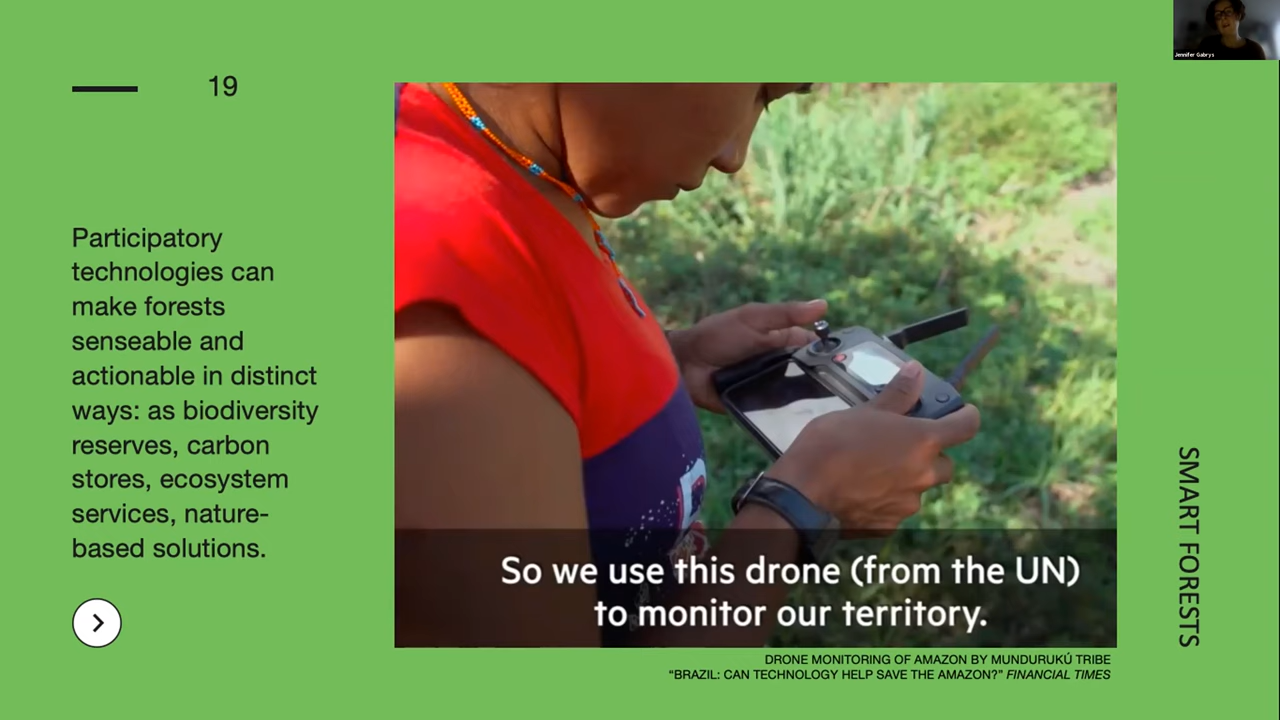 Jennifer Gabrys
19
Participatory
technologies can
make forests
senseable and
actionable in distinct
ways: as biodiversity
reserves, carbon
stores, ecosystem
services, nature-
based solutions.
So we use this drone (from the UN)
to monitor our territory.
DRONE MONITORING OF AMAZON BY MUNDURUKÚ TRIBE
“BRAZIL: CAN TECHNOLOGY HELP SAVE THE AMAZON?” FINANCIAL TIMES
SMART FORESTS